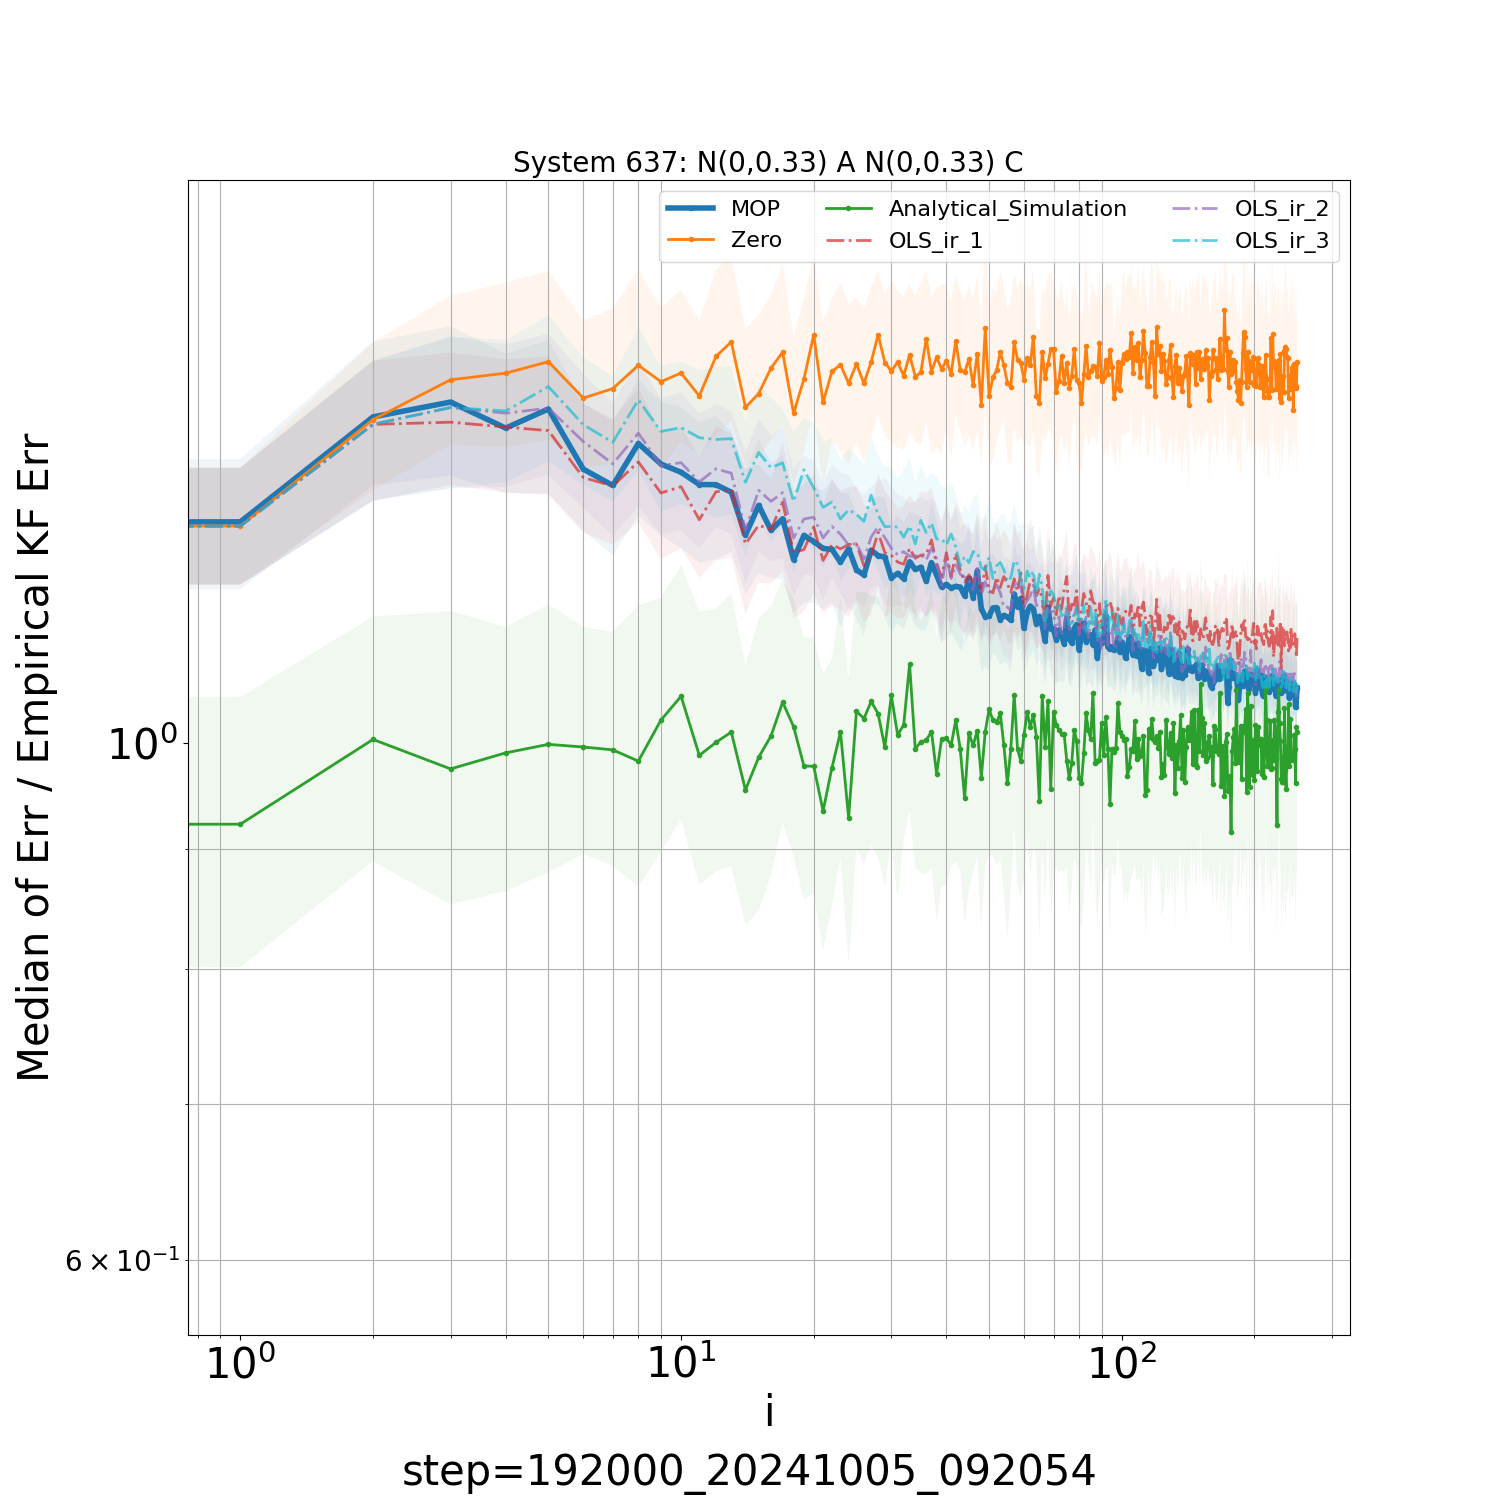 System 637: N(0,0.33) A N(0,0.33) C
MOP
Zero
Analytical_Simulation
OLS_ir_1
OLS_ir_2
OLS_ir_3
Median of Err / Empirical KF Err
10⁰
6 × 10⁻¹
10⁰
10¹
10²
i
step=192000_20241005_092054